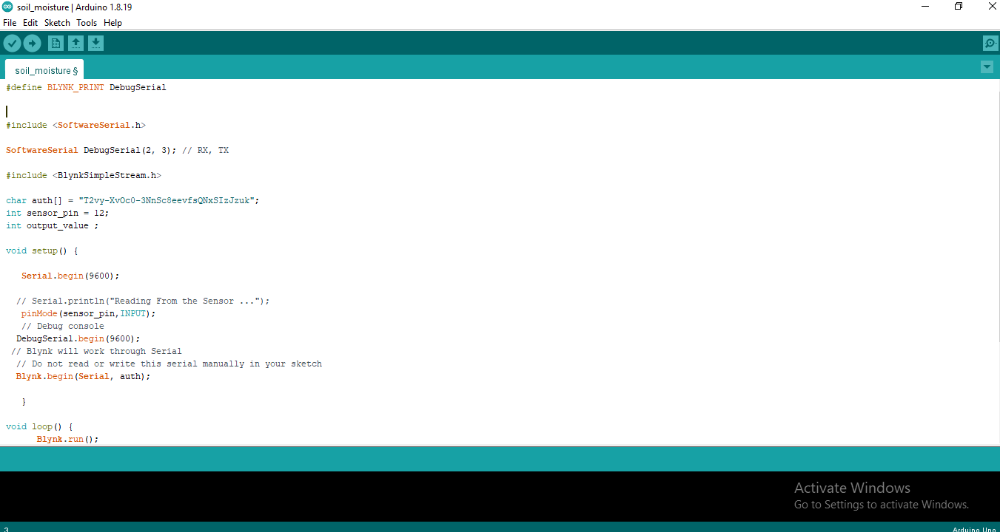 soil_moisture | Arduino 1.8.19
File Edit Sketch Tools Help
soil_moisture §
#define BLYNK_PRINT DebugSerial
#include <SoftwareSerial.h>
SoftwareSerial DebugSerial(2, 3); // RX, TX
#include <BlynkSimpleStream.h>
char auth[] = "T2vy-XvOc0-3NnSc8eevfsQNxSIzJzuk";
int sensor_pin = 12;
int output_value ;
void setup() {
Serial.begin(9600);
// Serial.println("Reading From the Sensor ...");
pinMode(sensor_pin,INPUT);
// Debug console
DebugSerial.begin(9600);
// Blynk will work through Serial
// Do not read or write this serial manually in your sketch
Blynk.begin(Serial, auth);
}
void loop() {
Blynk.run();
Activate Windows
Go to Settings to activate Windows.
3
Arduino Uno